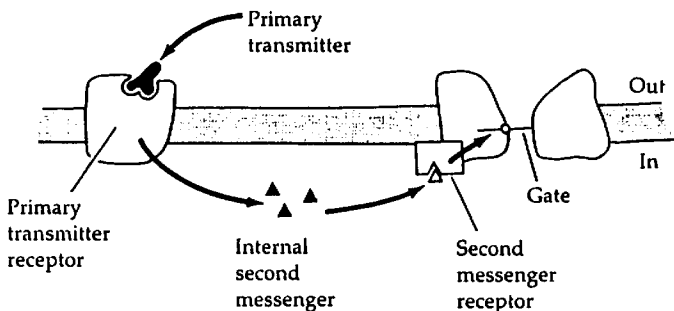 Primary
transmitter
Out
In
Gate
Primary
transmitter
receptor
Internal
second
messenger
Second
messenger
receptor